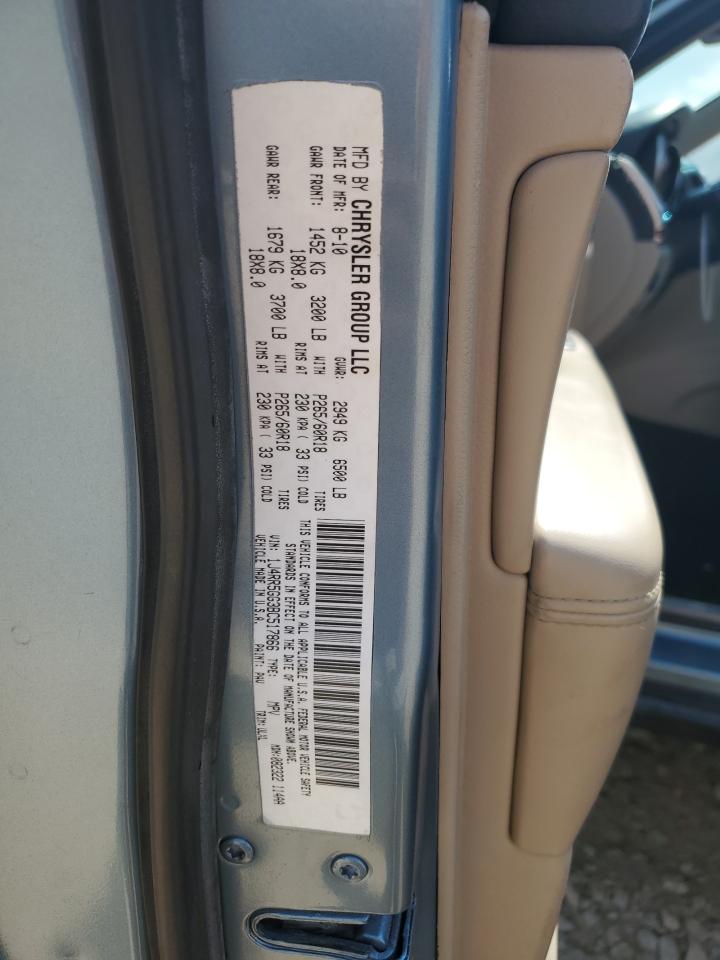 MFD BY CHRYSLER GROUP LLC
DATE OF MFR: 8-10 GVWR: 2949 KG 6500 LB
GAWR FRONT: 1452 KG 3200 LB WITH P265/60R18 TIRES
18X8.0 RIMS AT 230 KPA ( 33 PSI) COLD
GAWR REAR: 1679 KG 3700 LB WITH P265/60R18 TIRES
18X8.0 RIMS AT 230 KPA ( 33 PSI) COLD
THIS VEHICLE CONFORMS TO ALL APPLICABLE U.S.A. FEDERAL MOTOR VEHICLE SAFETY
STANDARDS IN EFFECT ON THE DATE OF MANUFACTURE SHOWN ABOVE.
VIN: 1J4RR5GG3BC517866 TYPE: MPV MDH:082322 114AA
VEHICLE MADE IN U.S.A. PAINT: TRIM: